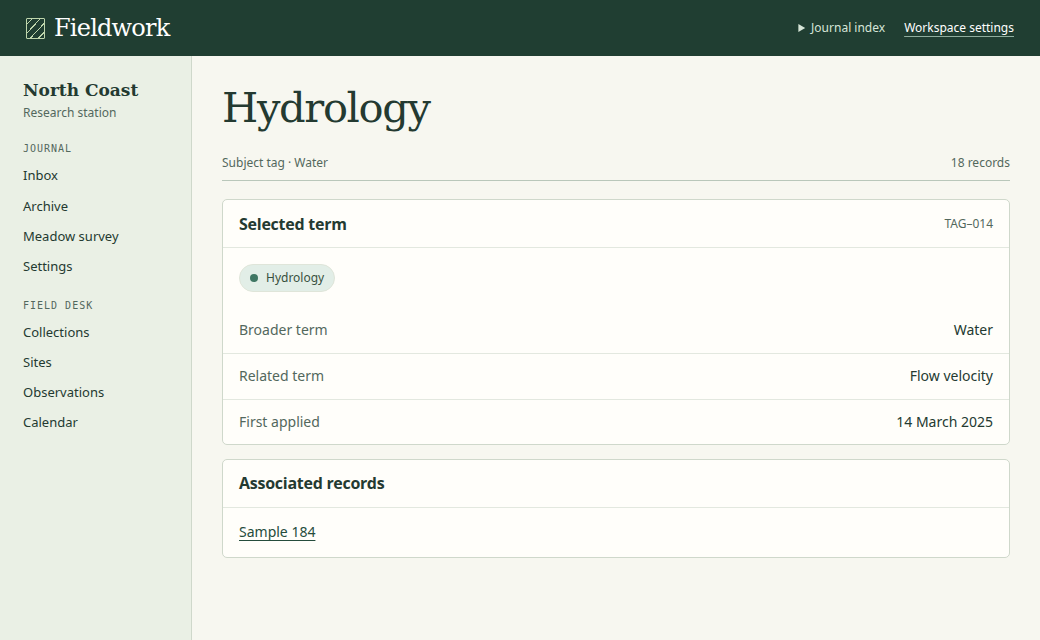 Fieldwork
Journal index
Workspace settings
North Coast
Research station
JOURNAL
Inbox
Archive
Meadow survey
Settings
FIELD DESK
Collections
Sites
Observations
Calendar
Hydrology
Subject tag · Water
18 records
Selected term
TAG–014
Hydrology
Broader term
Water
Related term
Flow velocity
First applied
14 March 2025
Associated records
Sample 184